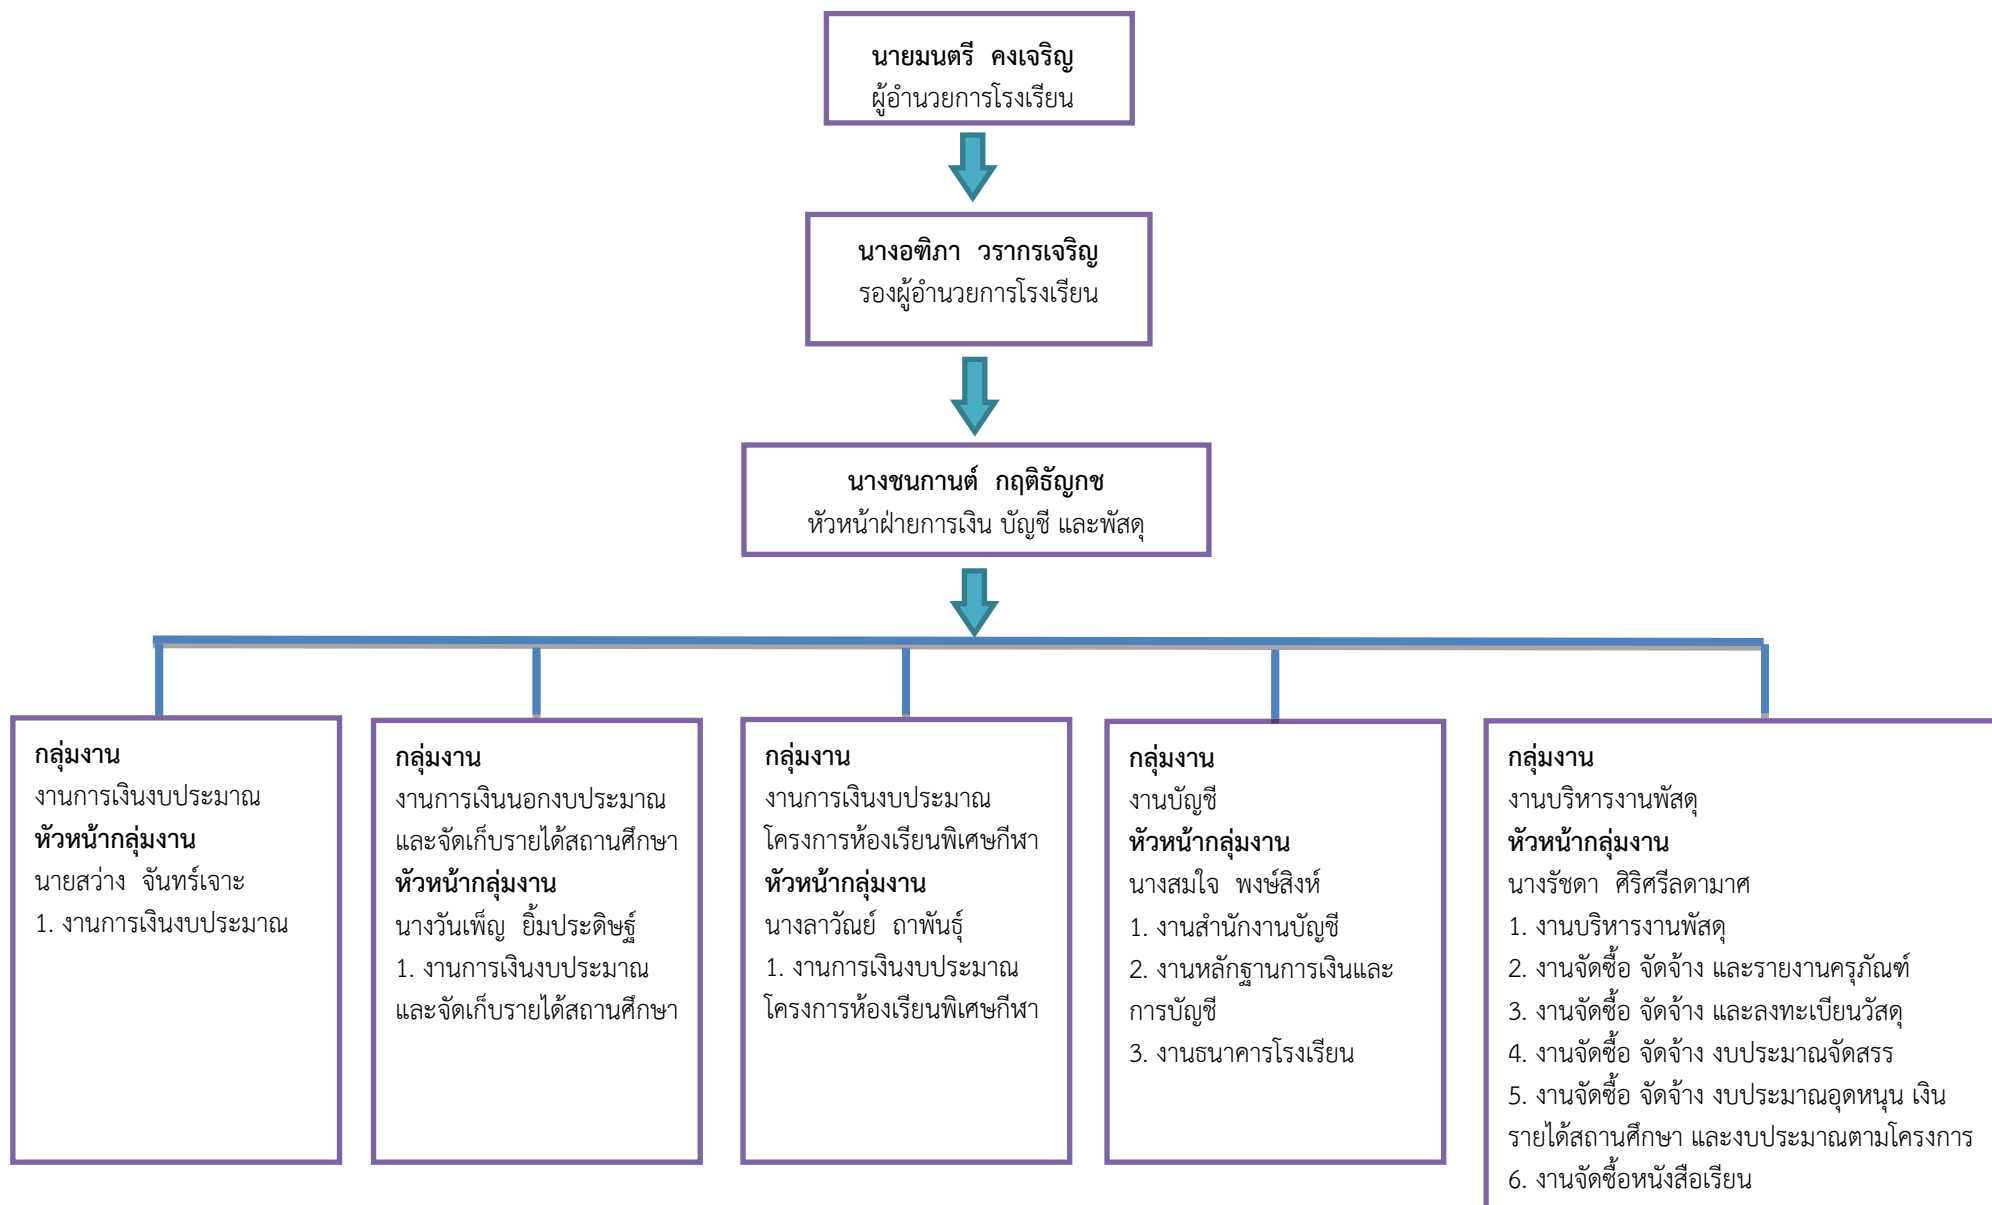 นายมนตรี คงเจริญ
ผู้อำนวยการโรงเรียน
นางอฑิภา วรากรเจริญ
รองผู้อำนวยการโรงเรียน
นางชนกานต์ กฤติธัญกช
หัวหน้าฝ่ายการเงิน บัญชี และพัสดุ
กลุ่มงาน
งานการเงินงบประมาณ
หัวหน้ากลุ่มงาน
นายสว่าง จันทร์เจาะ
1. งานการเงินงบประมาณ
กลุ่มงาน
งานการเงินนอกงบประมาณ
และจัดเก็บรายได้สถานศึกษา
หัวหน้ากลุ่มงาน
นางวันเพ็ญ ยิ้มประดิษฐ์
1. งานการเงินงบประมาณ
และจัดเก็บรายได้สถานศึกษา
กลุ่มงาน
งานการเงินงบประมาณ
โครงการห้องเรียนพิเศษกีฬา
หัวหน้ากลุ่มงาน
นางลาวัณย์ ถาพันธุ์
1. งานการเงินงบประมาณ
โครงการห้องเรียนพิเศษกีฬา
กลุ่มงาน
งานบัญชี
หัวหน้ากลุ่มงาน
นางสมใจ พงษ์สิงห์
1. งานสำนักงานบัญชี
2. งานหลักฐานการเงินและ
การบัญชี
3. งานธนาคารโรงเรียน
กลุ่มงาน
งานบริหารงานพัสดุ
หัวหน้ากลุ่มงาน
นางรัชดา ศิริศรีลดามาศ
1. งานบริหารงานพัสดุ
2. งานจัดซื้อ จัดจ้าง และรายงานครุภัณฑ์
3. งานจัดซื้อ จัดจ้าง และลงทะเบียนวัสดุ
4. งานจัดซื้อ จัดจ้าง งบประมาณจัดสรร
5. งานจัดซื้อ จัดจ้าง งบประมาณอุดหนุน เงิน
รายได้สถานศึกษา และงบประมาณตามโครงการ
6. งานจัดซื้อหนังสือเรียน